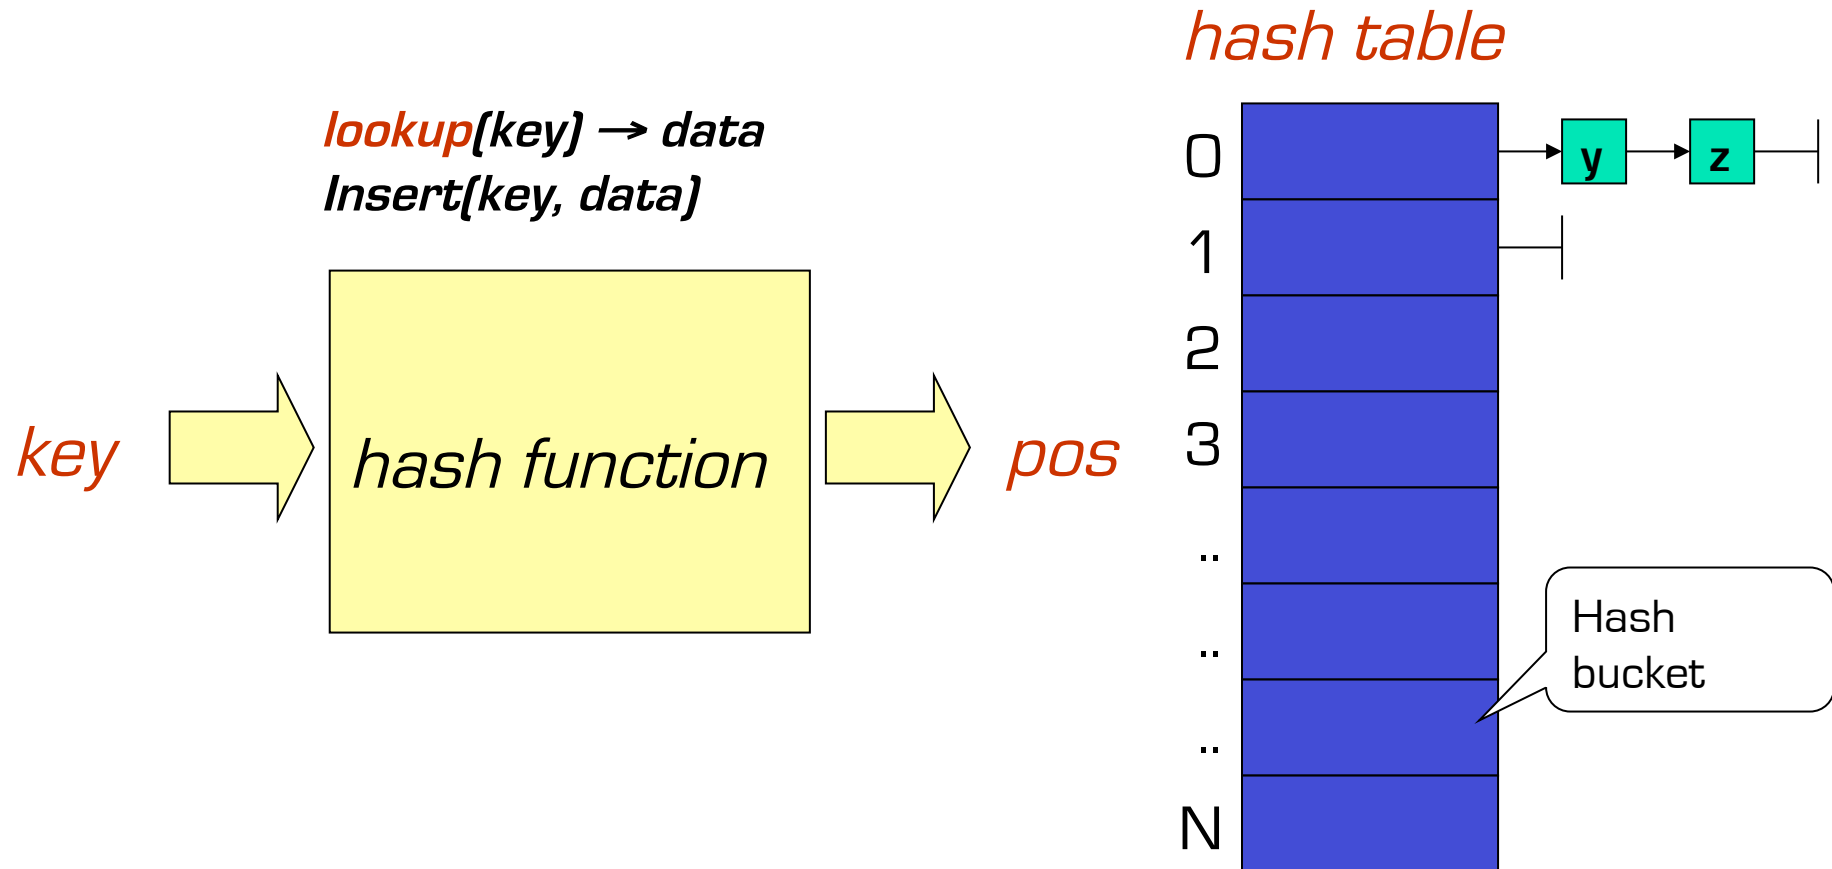 hash table
lookup(key) → data
Insert(key, data)
key
hash function
pos
0
y
z
1
2
3
..
..
..
N
Hash
bucket